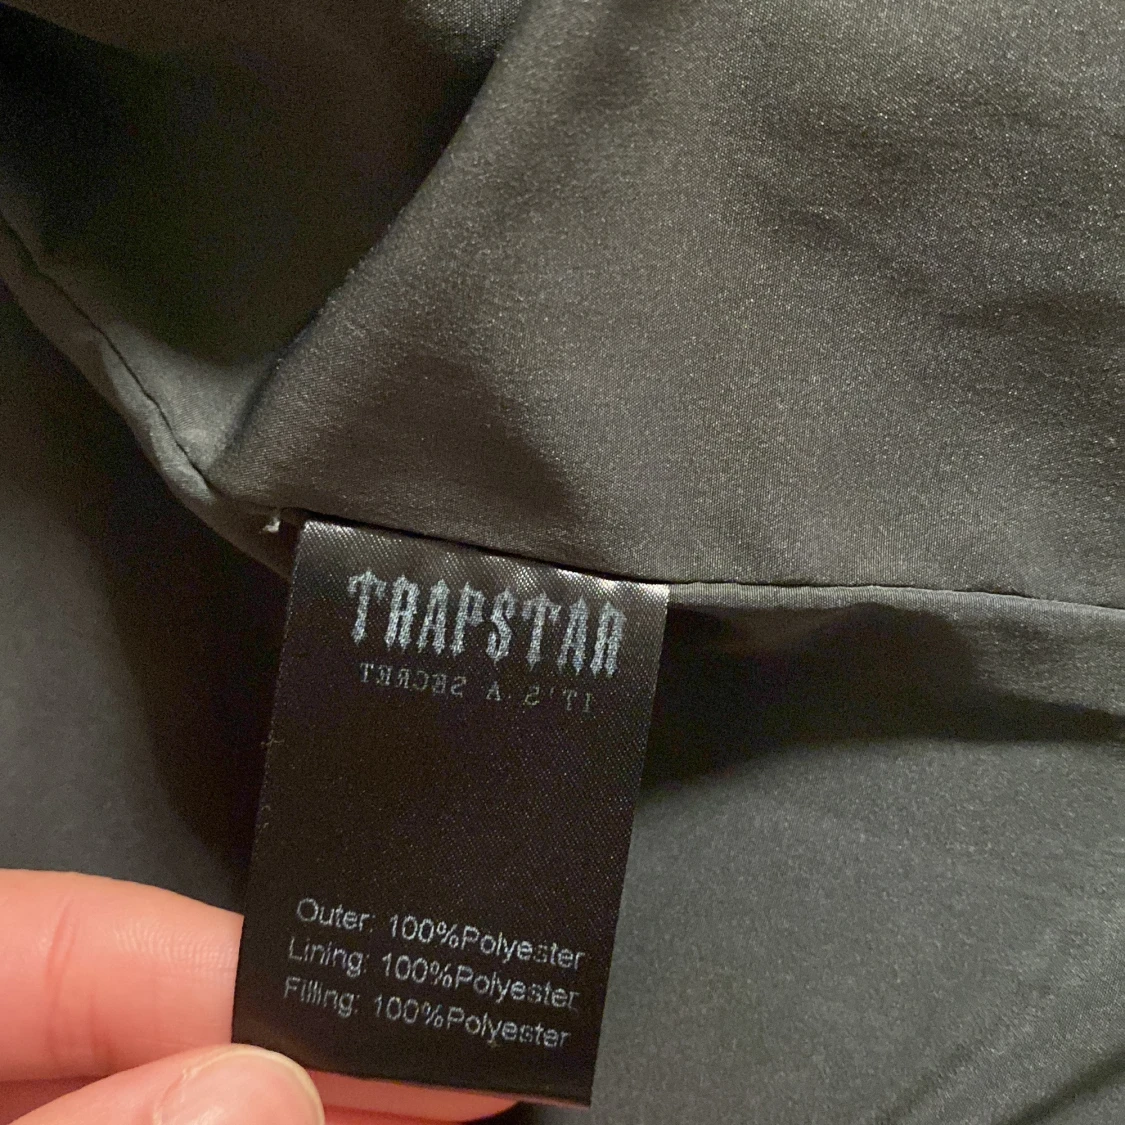 TRAPSTAR
IT'S A SECRET
Outer: 100%Polyester
Lining: 100%Polyester
Filling: 100%Polyester